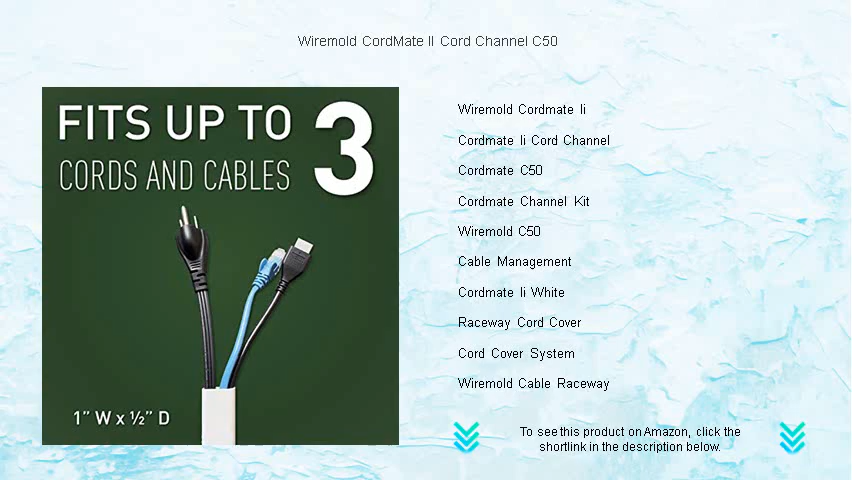 Wiremold CordMate II Cord Channel C50
FITS UP TO 3
CORDS AND CABLES
1” W x ½” D
Wiremold Cordmate Ii
Cordmate Ii Cord Channel
Cordmate C50
Cordmate Channel Kit
Wiremold C50
Cable Management
Cordmate Ii White
Raceway Cord Cover
Cord Cover System
Wiremold Cable Raceway
To see this product on Amazon, click the
shortlink in the description below.